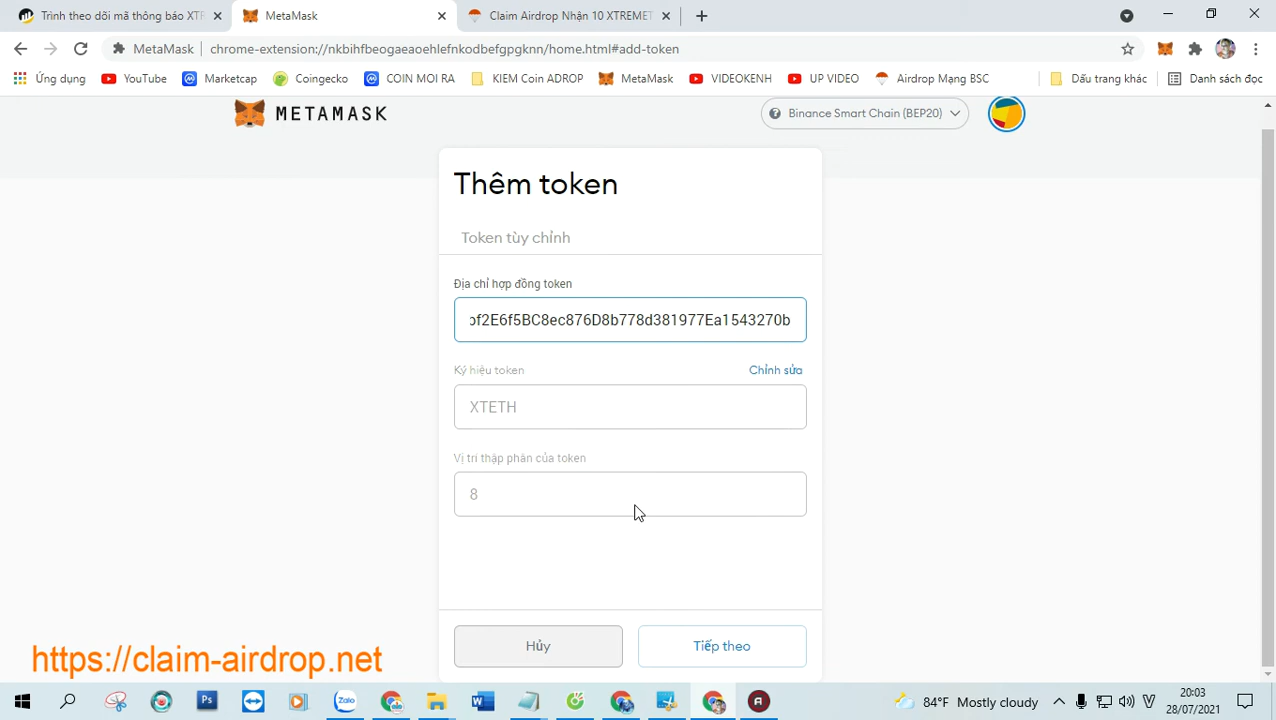 Trình theo dõi mã thông báo XTR
MetaMask
Claim Airdrop Nhận 10 XTREMET
MetaMask
chrome-extension://nkbihfbeogaeaoehlefnkodbefgpgknn/home.html#add-token
Ứng dụng
YouTube
Marketcap
Coingecko
COIN MOI RA
KIEM Coin ADROP
MetaMask
VIDEOKENH
UP VIDEO
Airdrop Mạng BSC
Dấu trang khác
Danh sách đọc
METAMASK
Binance Smart Chain (BEP20)
Thêm token
Token tùy chỉnh
Địa chỉ hợp đồng token
of2E6f5BC8ec876D8b778d381977Ea1543270b
Ký hiệu token
Chỉnh sửa
XTETH
Vị trí thập phân của token
8
Hủy
Tiếp theo
https://claim-airdrop.net
84°F Mostly cloudy
20:03
28/07/2021